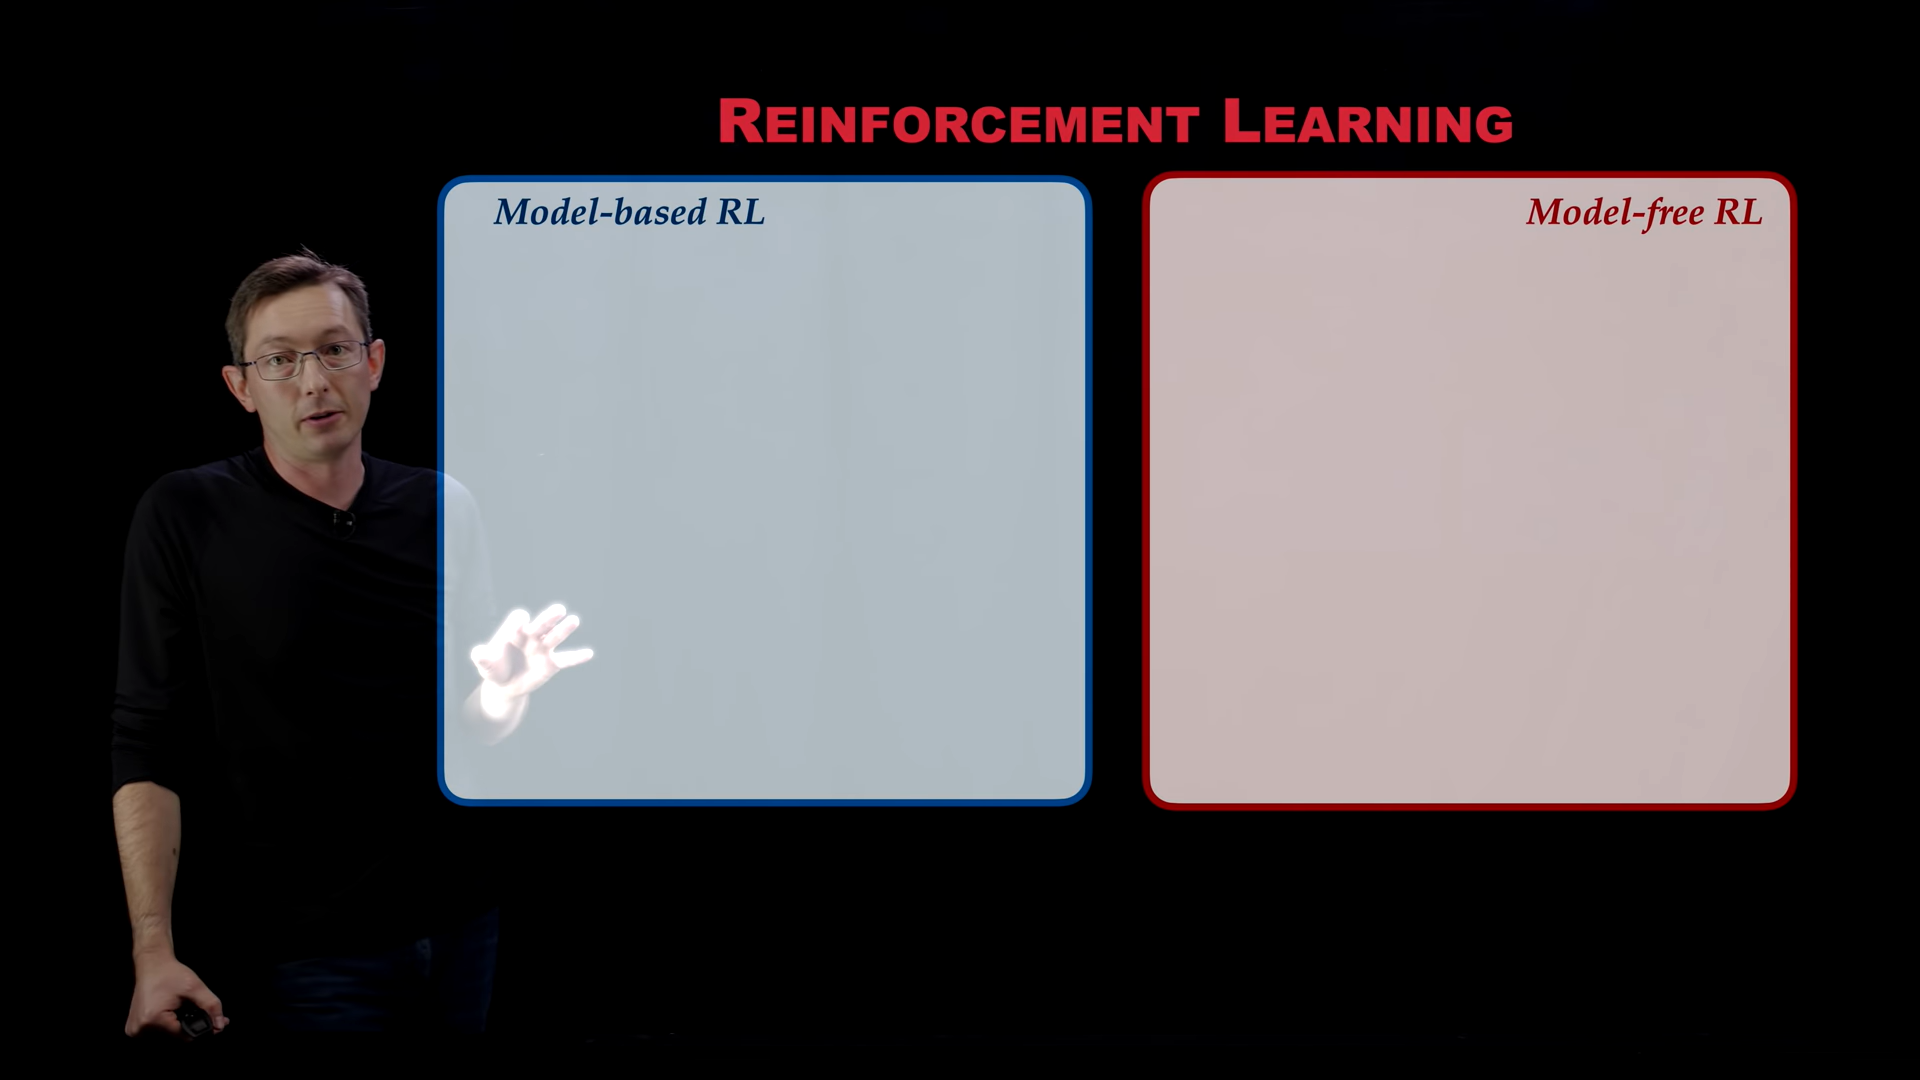 REINFORCEMENT LEARNING
Model-based RL
Model-free RL